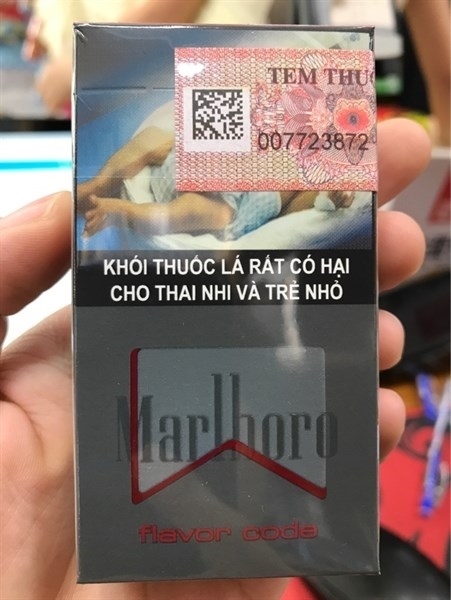 TEM THUỐ
007723872
KHÓI THUỐC LÁ RẤT CÓ HẠI
CHO THAI NHI VÀ TRẺ NHỎ
Marlboro
flavor code